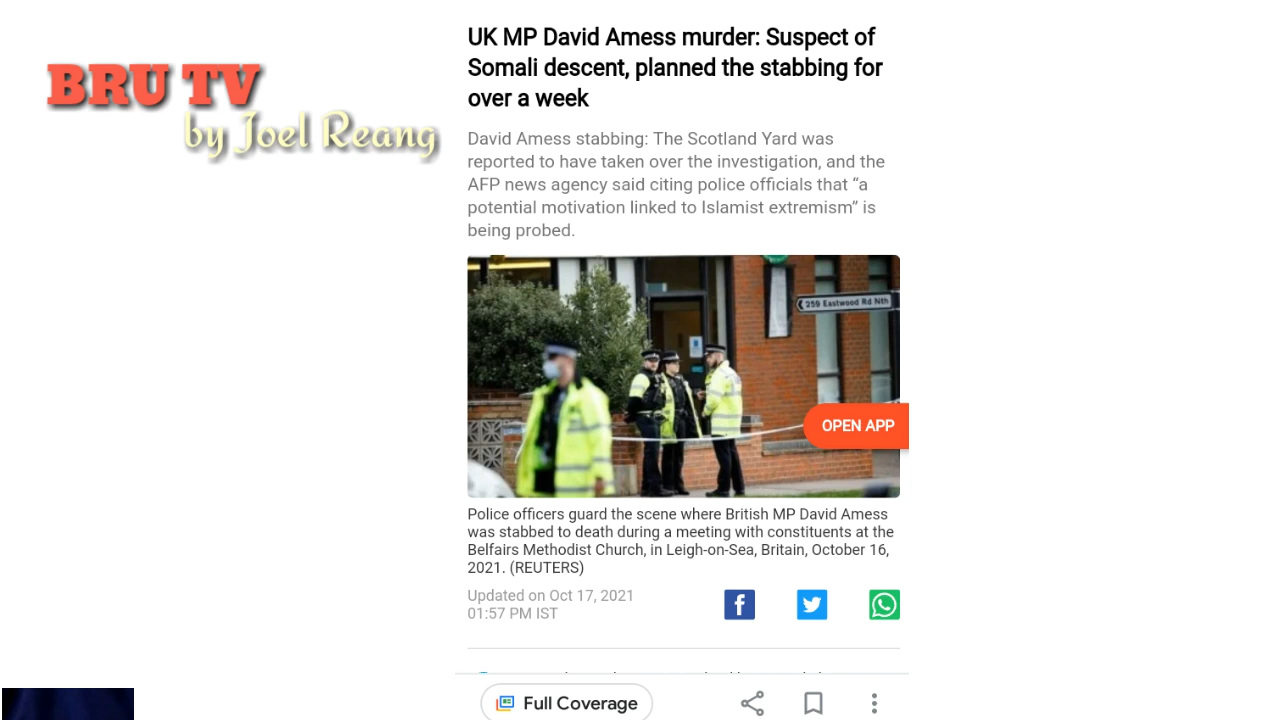 BRU TV
by Joel Reang
UK MP David Amess murder: Suspect of
Somali descent, planned the stabbing for
over a week
David Amess stabbing: The Scotland Yard was
reported to have taken over the investigation, and the
AFP news agency said citing police officials that “a
potential motivation linked to Islamist extremism” is
being probed.
259 Eastwood Rd Nth
OPEN APP
Police officers guard the scene where British MP David Amess
was stabbed to death during a meeting with constituents at the
Belfairs Methodist Church, in Leigh-on-Sea, Britain, October 16,
2021. (REUTERS)
Updated on Oct 17, 2021
01:57 PM IST
Full Coverage